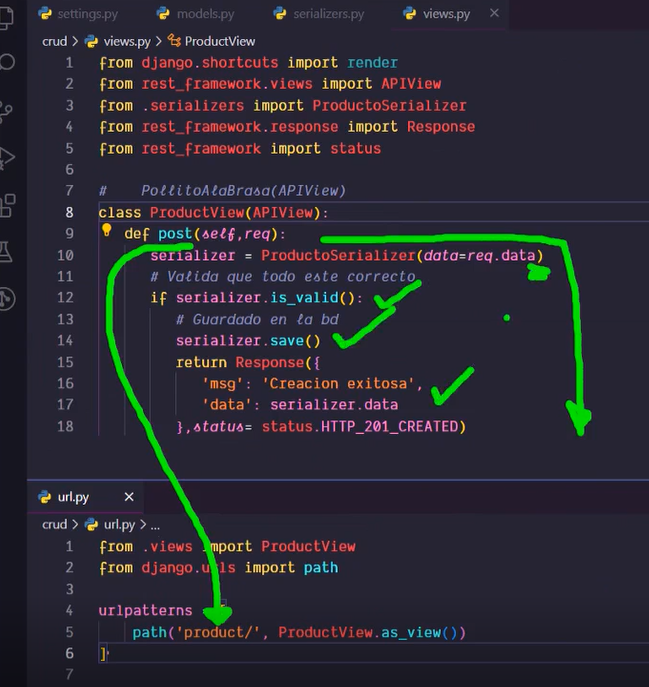 settings.py models.py serializers.py views.py ×
crud > views.py > ProductView
1 from django.shortcuts import render
2 from rest_framework.views import APIView
3 from .serializers import ProductoSerializer
4 from rest_framework.response import Response
5 from rest_framework import status
6
7 # PollitoAlaBrasa(APIView)
8 class ProductView(APIView):
9 def post(self,req):
10 serializer = ProductoSerializer(data=req.data)
11 # Valida que todo este correcto
12 if serializer.is_valid():
13 # Guardado en la bd
14 serializer.save()
15 return Response({
16 'msg': 'Creacion exitosa',
17 'data': serializer.data
18 },status= status.HTTP_201_CREATED)
url.py ×
crud > url.py > ...
1 from .views import ProductView
2 from django.urls import path
3
4 urlpatterns
5 path('product/', ProductView.as_view())
6 ]
7